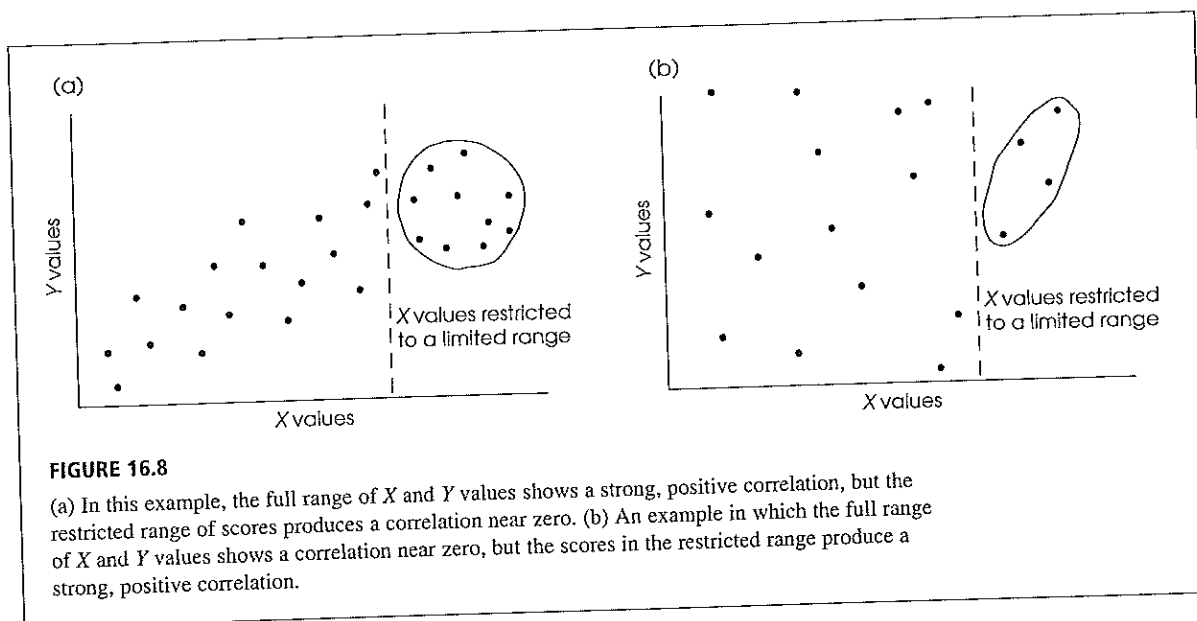 (a)
Y values
X values restricted
to a limited range
X values
(b)
Y values
X values restricted
to a limited range
X values
FIGURE 16.8
(a) In this example, the full range of X and Y values shows a strong, positive correlation, but the
restricted range of scores produces a correlation near zero. (b) An example in which the full range
of X and Y values shows a correlation near zero, but the scores in the restricted range produce a
strong, positive correlation.